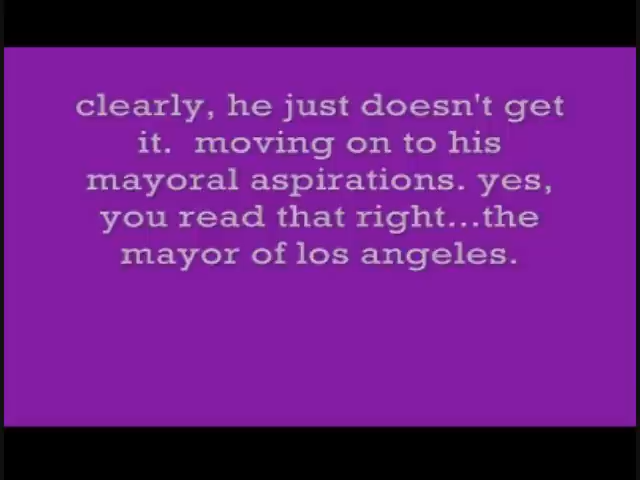 clearly, he just doesn't get
it.  moving on to his
mayoral aspirations. yes,
you read that right...the
mayor of los angeles.